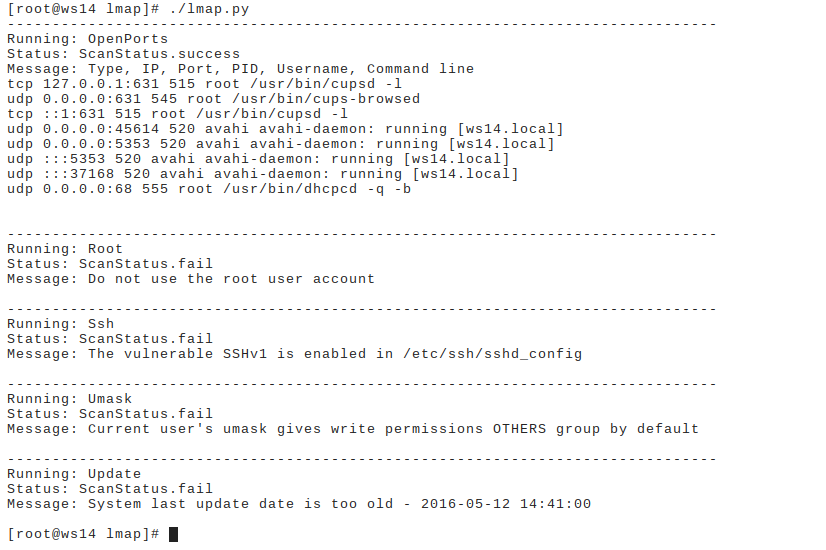 [root@ws14 lmap]# ./lmap.py
-------------------------------------------------------------------------------
Running: OpenPorts
Status: ScanStatus.success
Message: Type, IP, Port, PID, Username, Command line
tcp 127.0.0.1:631 515 root /usr/bin/cupsd -l
udp 0.0.0.0:631 545 root /usr/bin/cups-browsed
tcp ::1:631 515 root /usr/bin/cupsd -l
udp 0.0.0.0:45614 520 avahi avahi-daemon: running [ws14.local]
udp 0.0.0.0:5353 520 avahi avahi-daemon: running [ws14.local]
udp :::5353 520 avahi avahi-daemon: running [ws14.local]
udp :::37168 520 avahi avahi-daemon: running [ws14.local]
udp 0.0.0.0:68 555 root /usr/bin/dhcpcd -q -b
-------------------------------------------------------------------------------
Running: Root
Status: ScanStatus.fail
Message: Do not use the root user account
-------------------------------------------------------------------------------
Running: Ssh
Status: ScanStatus.fail
Message: The vulnerable SSHv1 is enabled in /etc/ssh/sshd_config
-------------------------------------------------------------------------------
Running: Umask
Status: ScanStatus.fail
Message: Current user's umask gives write permissions OTHERS group by default
-------------------------------------------------------------------------------
Running: Update
Status: ScanStatus.fail
Message: System last update date is too old - 2016-05-12 14:41:00
[root@ws14 lmap]#